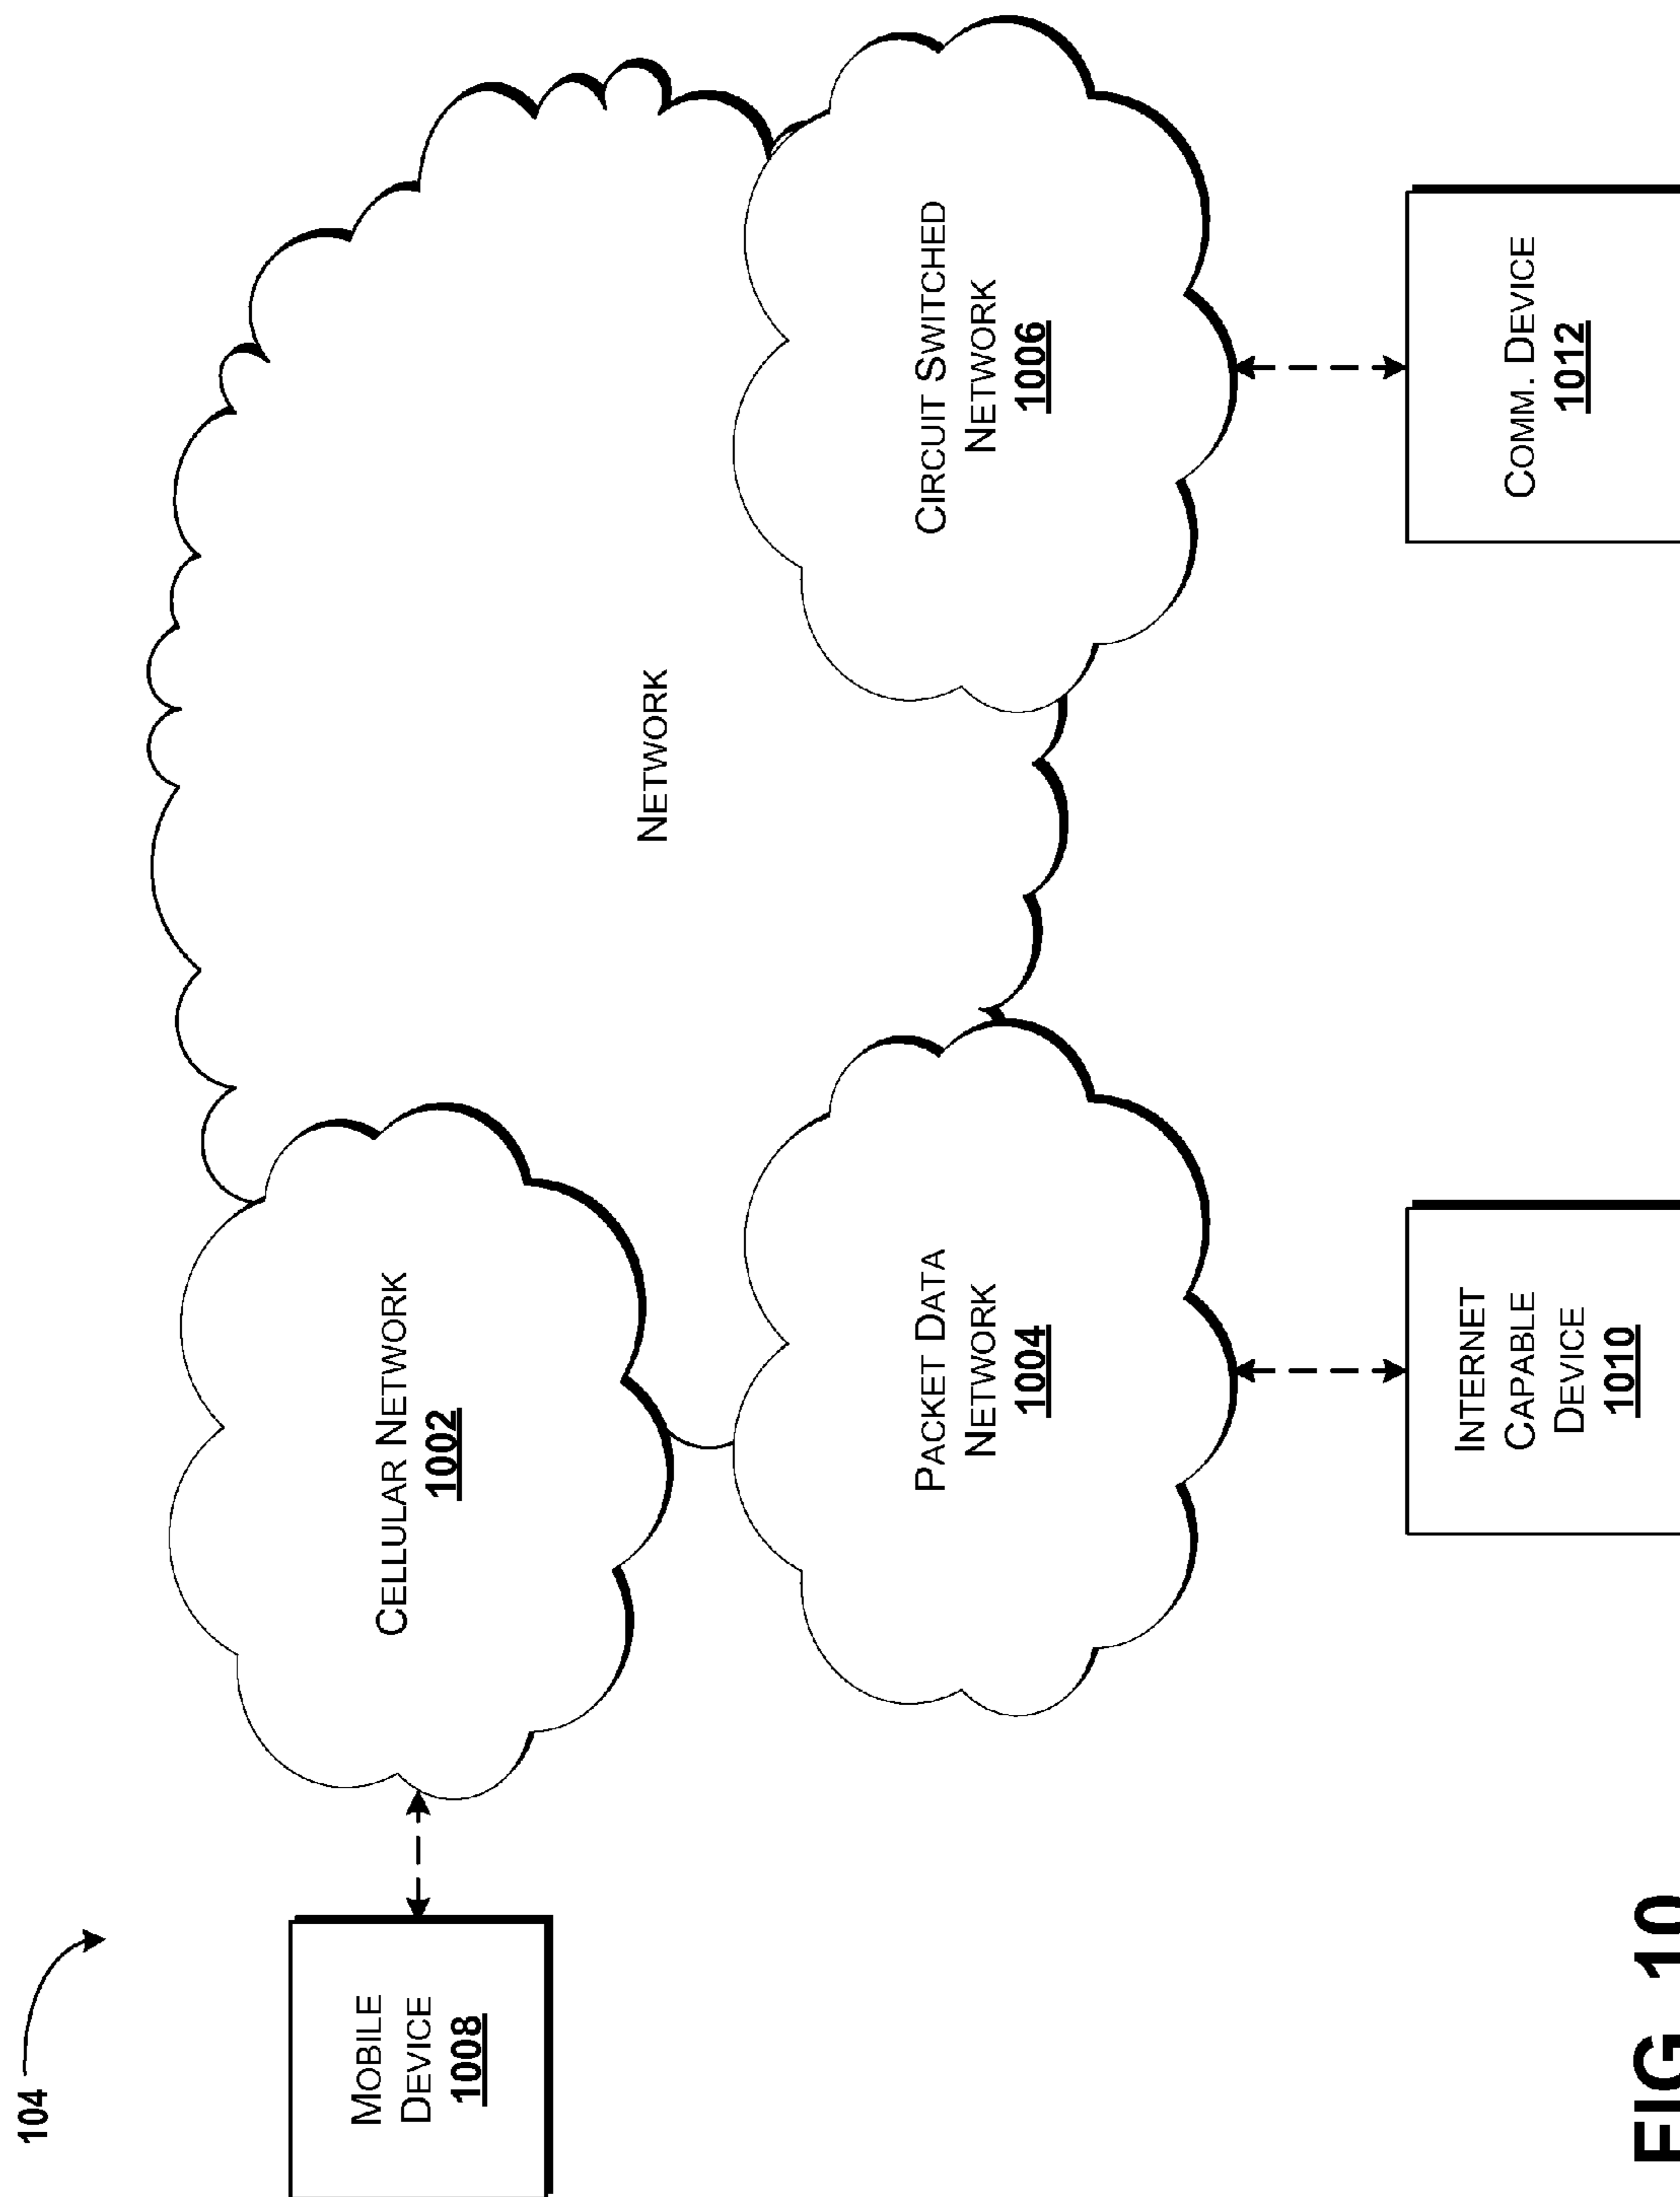 104
MOBILE
DEVICE
1008
CELLULAR NETWORK
1002
NETWORK
PACKET DATA
NETWORK
1004
CIRCUIT SWITCHED
NETWORK
1006
INTERNET
CAPABLE
DEVICE
1010
COMM. DEVICE
1012
FIG. 10